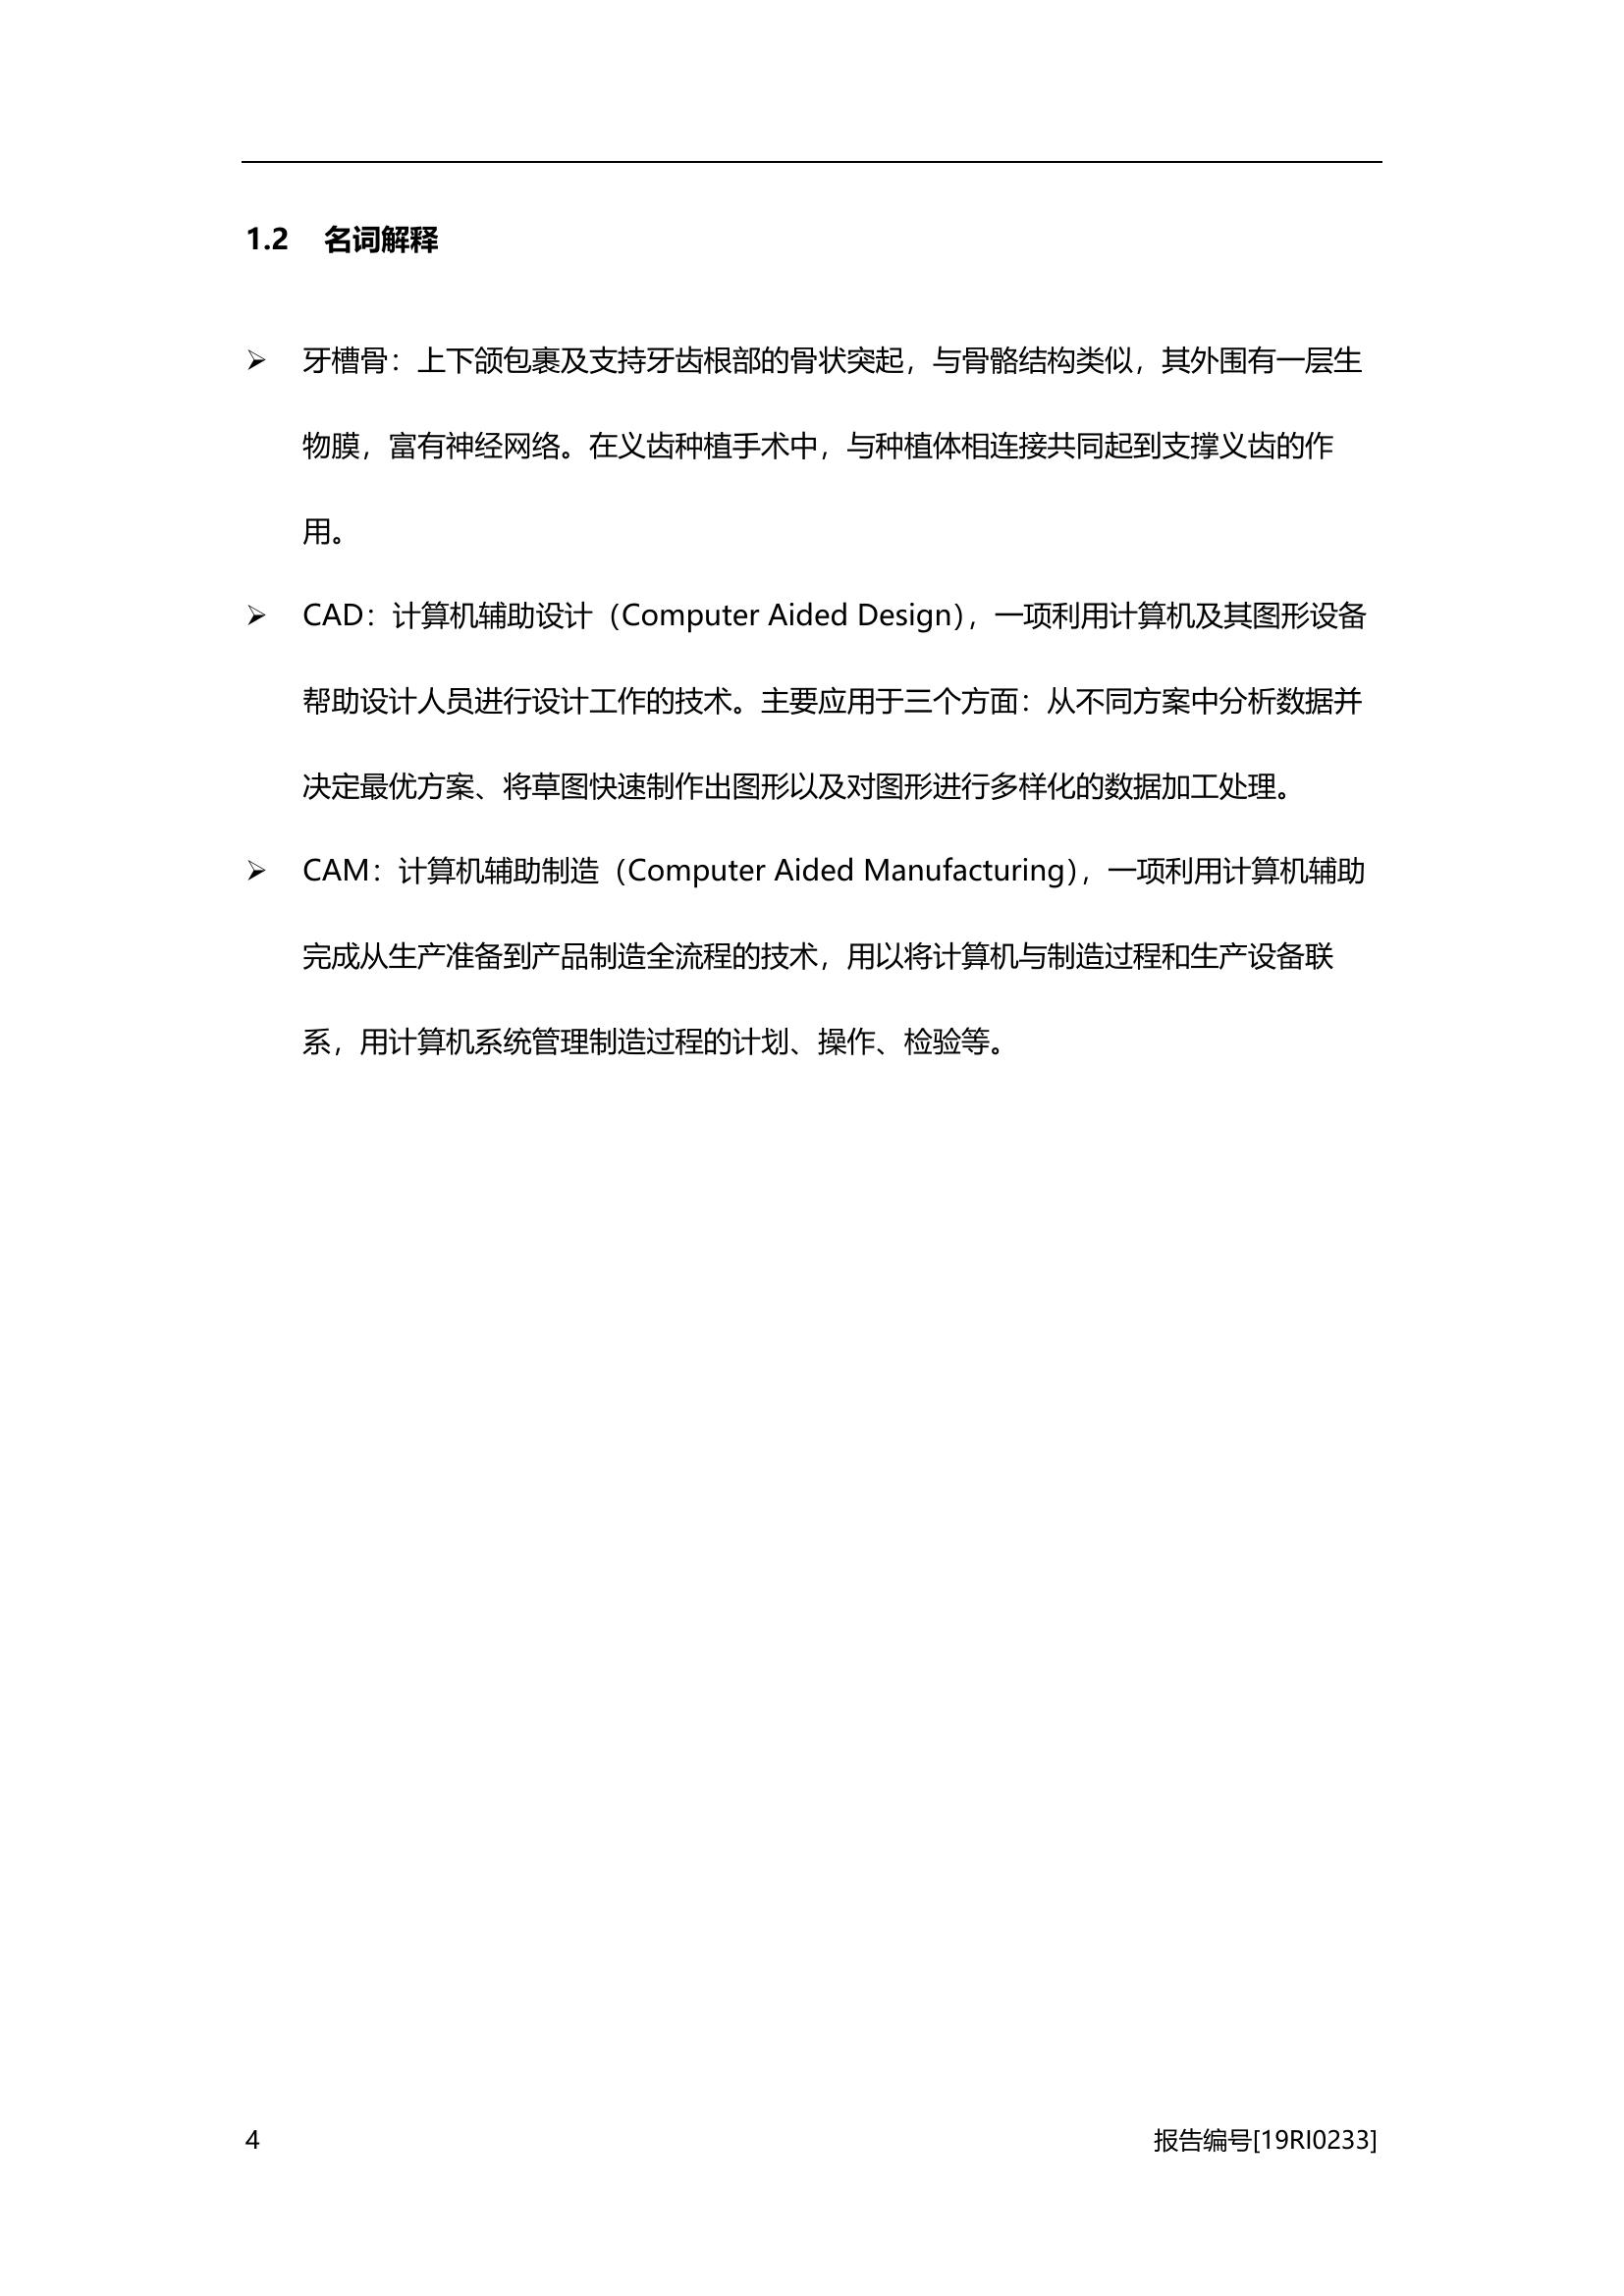 1.2 名词解释
➢ 牙槽骨：上下颌包裹及支持牙齿根部的骨状突起，与骨骼结构类似，其外围有一层生
物膜，富有神经网络。在义齿种植手术中，与种植体相连接共同起到支撑义齿的作
用。
➢ CAD：计算机辅助设计（Computer Aided Design），一项利用计算机及其图形设备
帮助设计人员进行设计工作的技术。主要应用于三个方面：从不同方案中分析数据并
决定最优方案、将草图快速制作出图形以及对图形进行多样化的数据加工处理。
➢ CAM：计算机辅助制造（Computer Aided Manufacturing），一项利用计算机辅助
完成从生产准备到产品制造全流程的技术，用以将计算机与制造过程和生产设备联
系，用计算机系统管理制造过程的计划、操作、检验等。
4 报告编号[19RI0233]